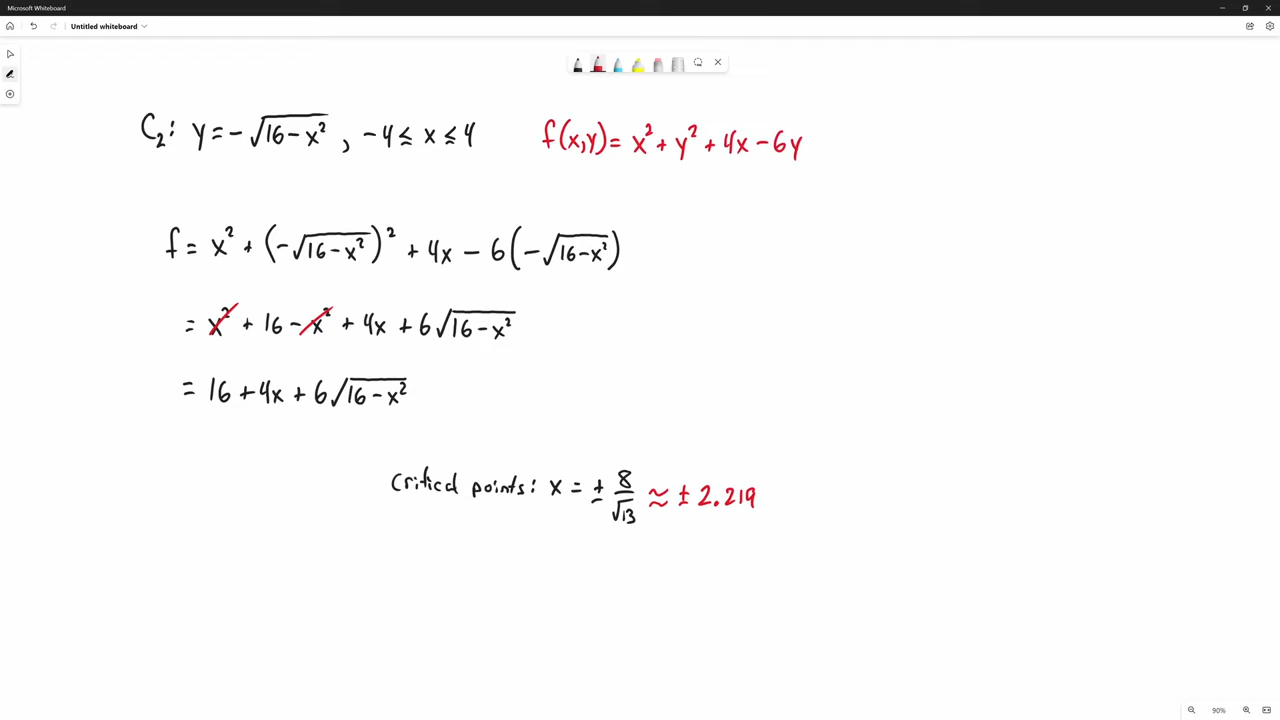 Microsoft Whiteboard
Untitled whiteboard
C₂: y = -√(16-x²) , -4 ≤ x ≤ 4
f(x,y) = x² + y² + 4x - 6y
f = x² + (-√(16-x²))² + 4x - 6(-√(16-x²))
= x² + 16 - x² + 4x + 6√(16-x²)
= 16 + 4x + 6√(16-x²)
critical points: x = ± 8/√13 ≈ ± 2.219
90%